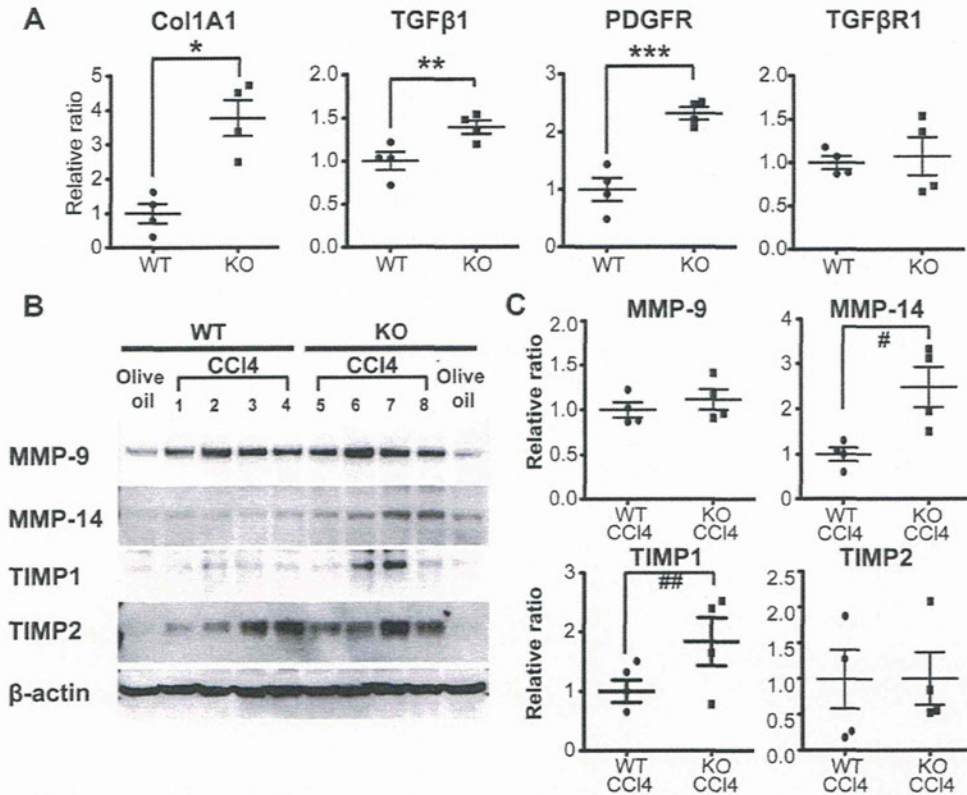 A
Col1A1
TGFβ1
PDGFR
TGFβR1
Relative ratio
5
4
3
2
1
0
*
WT
KO
2.0
1.5
1.0
0.5
0.0
**
WT
KO
3
2
1
0
***
WT
KO
2.0
1.5
1.0
0.5
0.0
WT
KO
B
WT
KO
Olive oil
CCl4
CCl4
Olive oil
1 2 3 4 5 6 7 8
MMP-9
MMP-14
TIMP1
TIMP2
β-actin
C
MMP-9
Relative ratio
2.0
1.5
1.0
0.5
0.0
WT CCl4
KO CCl4
MMP-14
4
3
2
1
0
#
WT CCl4
KO CCl4
TIMP1
Relative ratio
3
2
1
0
##
WT CCl4
KO CCl4
TIMP2
2.5
2.0
1.5
1.0
0.5
0.0
WT CCl4
KO CCl4